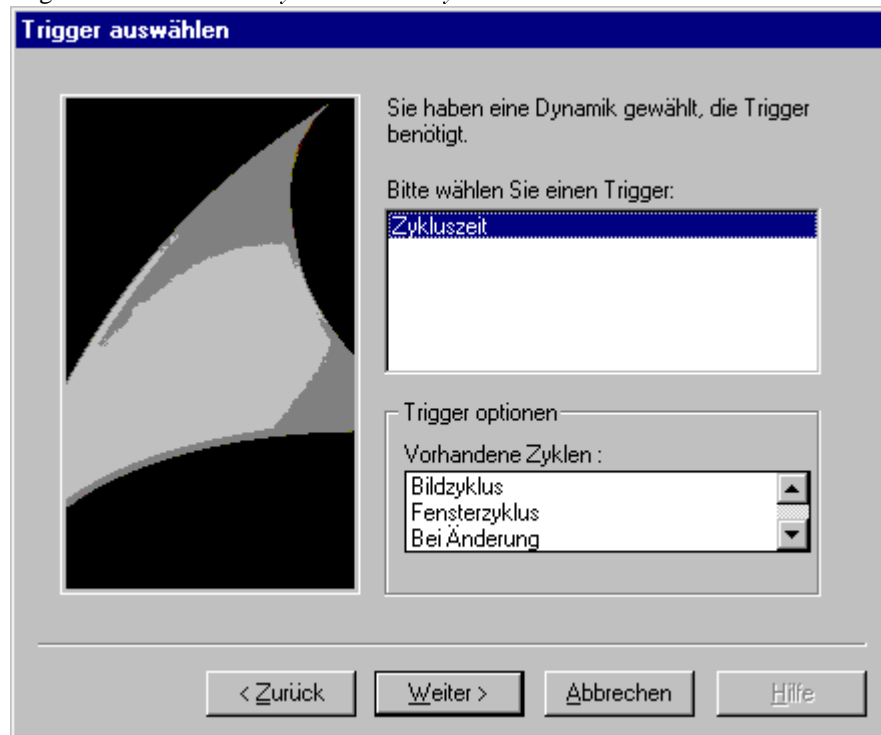 Trigger auswählen
Sie haben eine Dynamik gewählt, die Trigger
benötigt.
Bitte wählen Sie einen Trigger:
Zykluszeit
Trigger optionen
Vorhandene Zyklen :
Bildzyklus
Fensterzyklus
Bei Änderung
< Zurück
Weiter >
Abbrechen
Hilfe